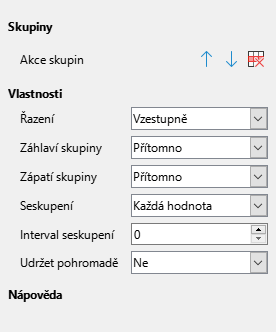 Skupiny
Akce skupin
Vlastnosti
Řazení Vzestupně
Záhlaví skupiny Přítomno
Zápatí skupiny Přítomno
Seskupení Každá hodnota
Interval seskupení 0
Udržet pohromadě Ne
Nápověda